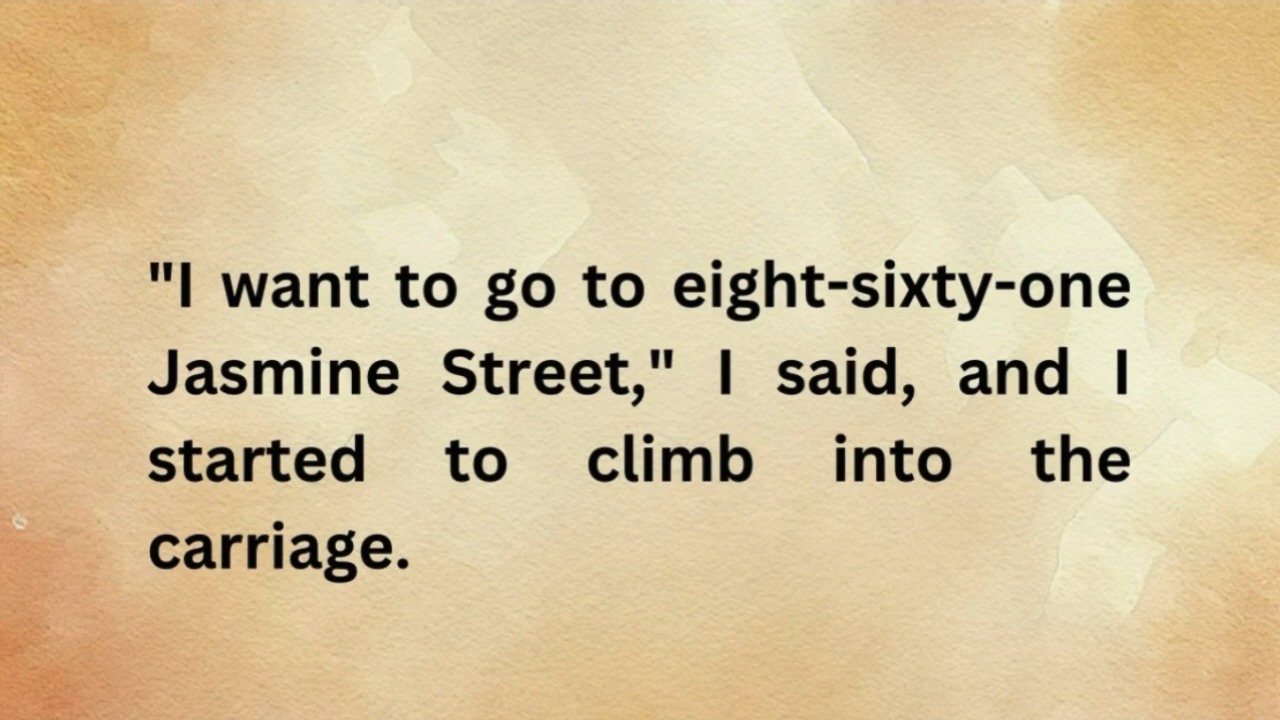 "I want to go to eight-sixty-one
Jasmine Street," I said, and I
started to climb into the
carriage.